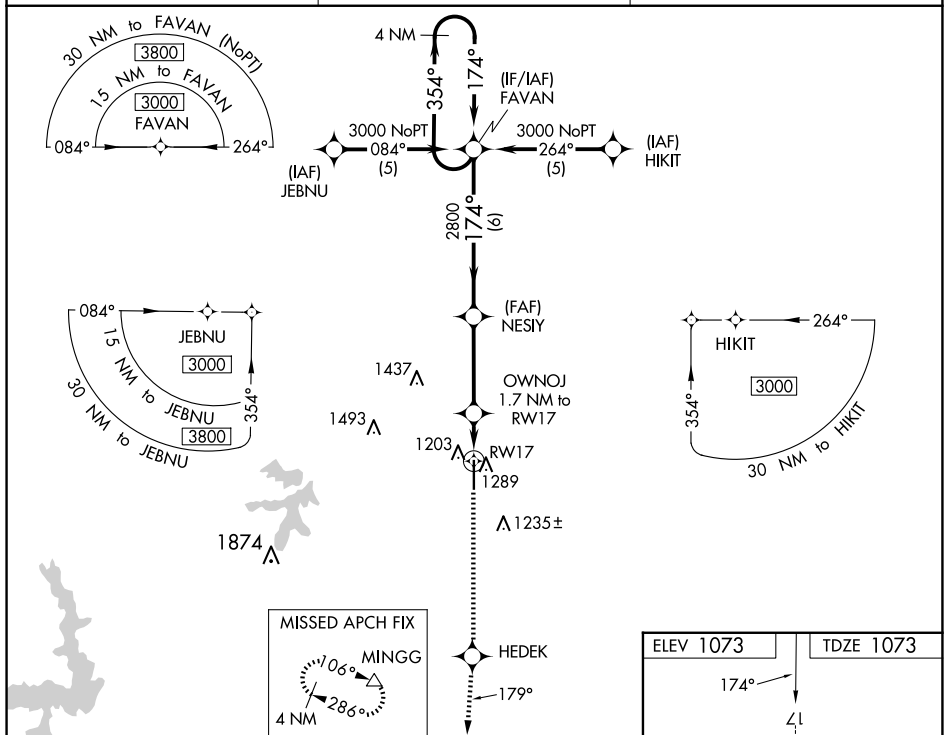 30 NM to FAVAN (NoPT)
3800
15 NM to FAVAN
3000
FAVAN
084°
264°
4 NM
354°
174°
(IF/IAF)
FAVAN
3000 NoPT
084°
(5)
(IAF)
JEBNU
3000 NoPT
264°
(5)
(IAF)
HIKIT
2800
174°
(6)
(FAF)
NESIY
084°
JEBNU
3000
15 NM to JEBNU
3800
30 NM to JEBNU
354°
264°
HIKIT
3000
354°
30 NM to HIKIT
1437
OWNOJ
1.7 NM to
RW17
1493
1203
RW17
1289
1235±
1874
MISSED APCH FIX
MINGG
106°
286°
4 NM
HEDEK
179°
ELEV 1073
TDZE 1073
174°
17